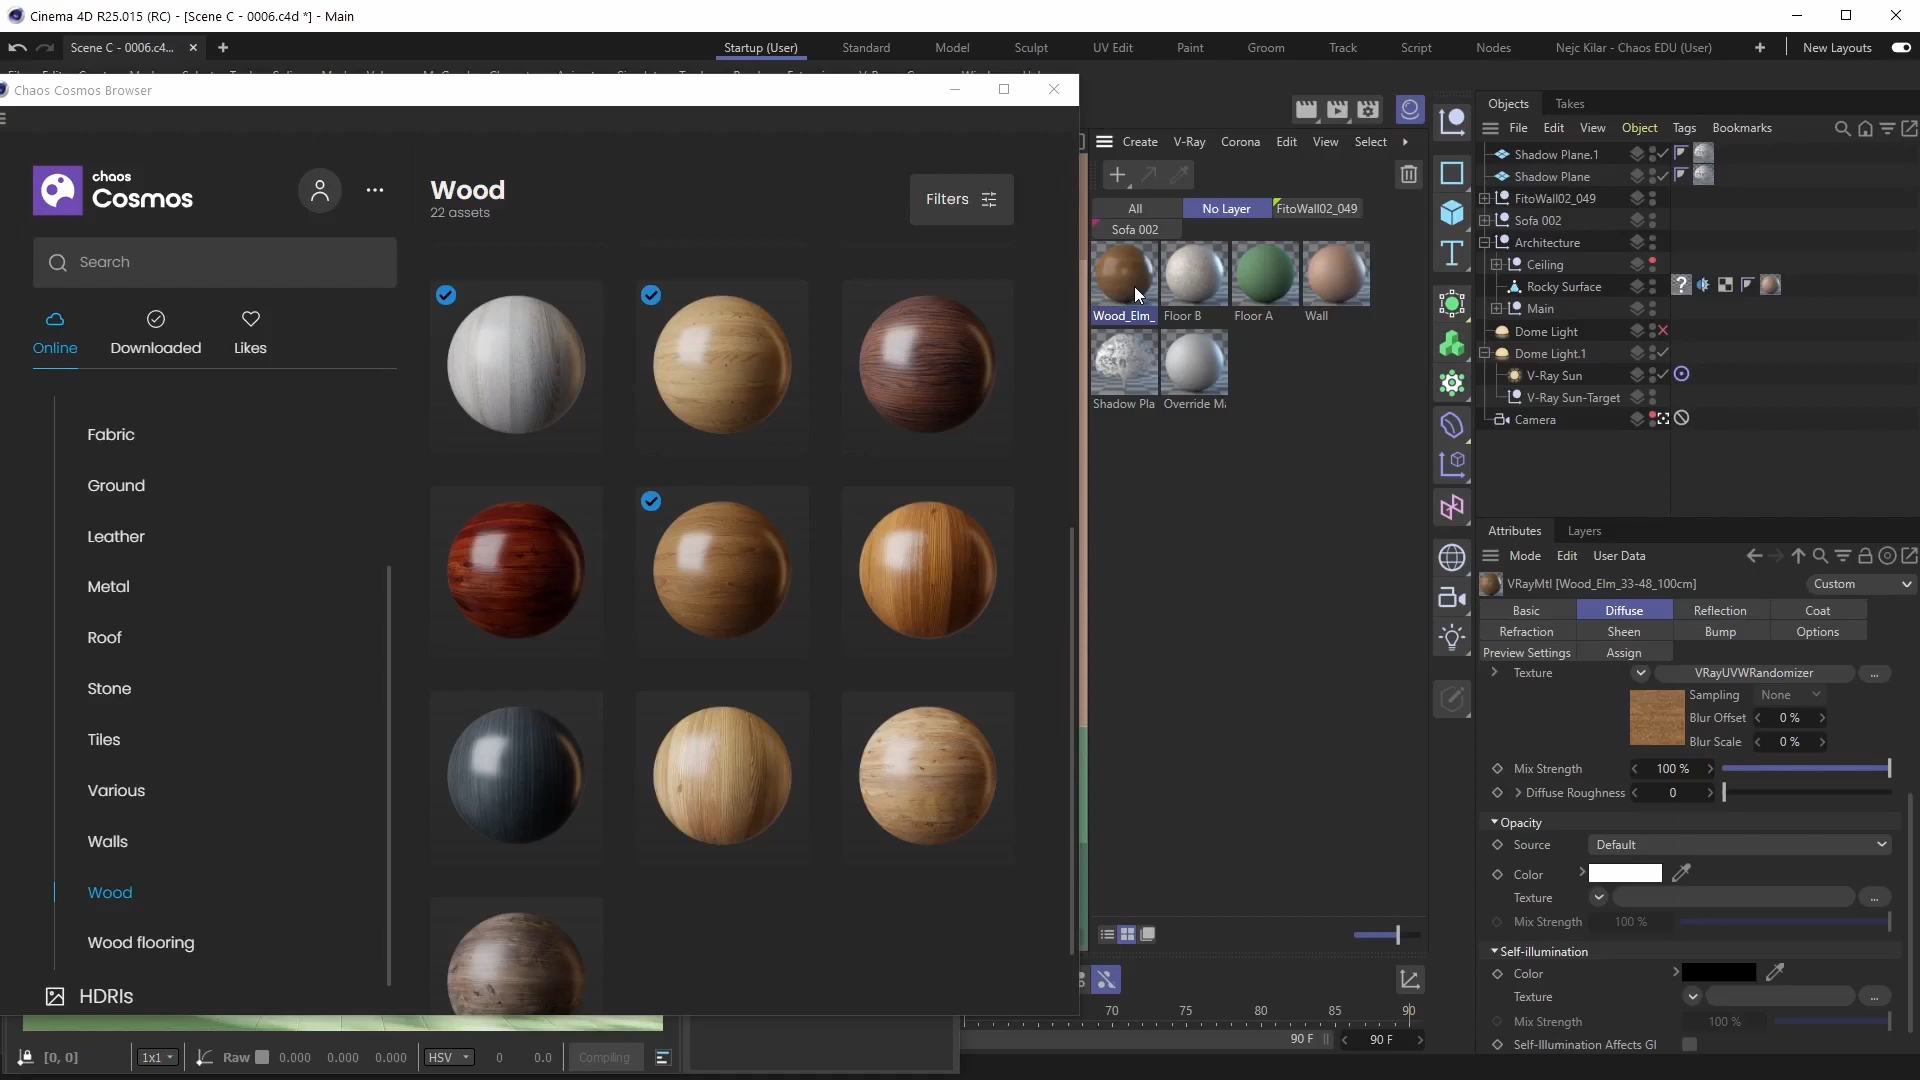 Cinema 4D R25.015 (RC) - [Scene C - 0006.c4d *] - Main
Scene C - 0006.c4...
Startup (User)
Standard
Model
Sculpt
UV Edit
Paint
Groom
Track
Script
Nodes
Nejc Kilar - Chaos EDU (User)
New Layouts
Chaos Cosmos Browser
chaos
Cosmos
Search
Online
Downloaded
Likes
Fabric
Ground
Leather
Metal
Roof
Stone
Tiles
Various
Walls
Wood
Wood flooring
HDRIs
Wood
22 assets
Filters
Create
V-Ray
Corona
Edit
View
Select
All
No Layer
FitoWall02_049
Sofa 002
Wood_Elm_
Floor B
Floor A
Wall
Shadow Pla
Override Ma
Objects
Takes
File
Edit
View
Object
Tags
Bookmarks
Shadow Plane.1
Shadow Plane
FitoWall02_049
Sofa 002
Architecture
Ceiling
Rocky Surface
Main
Dome Light
Dome Light.1
V-Ray Sun
V-Ray Sun-Target
Camera
Attributes
Layers
Mode
Edit
User Data
VRayMtl [Wood_Elm_33-48_100cm]
Custom
Basic
Diffuse
Reflection
Coat
Refraction
Sheen
Bump
Options
Preview Settings
Assign
Texture
VRayUVWRandomizer
...
Sampling
None
Blur Offset
0 %
Blur Scale
0 %
Mix Strength
100 %
Diffuse Roughness
0
Opacity
Source
Default
Color
Texture
...
Mix Strength
100 %
Self-illumination
Color
Texture
...
Mix Strength
100 %
Self-Illumination Affects GI
70
75
80
85
90
90 F
90 F
[0, 0]
1x1
Raw
0.000
0.000
0.000
HSV
0
0.0
Compiling